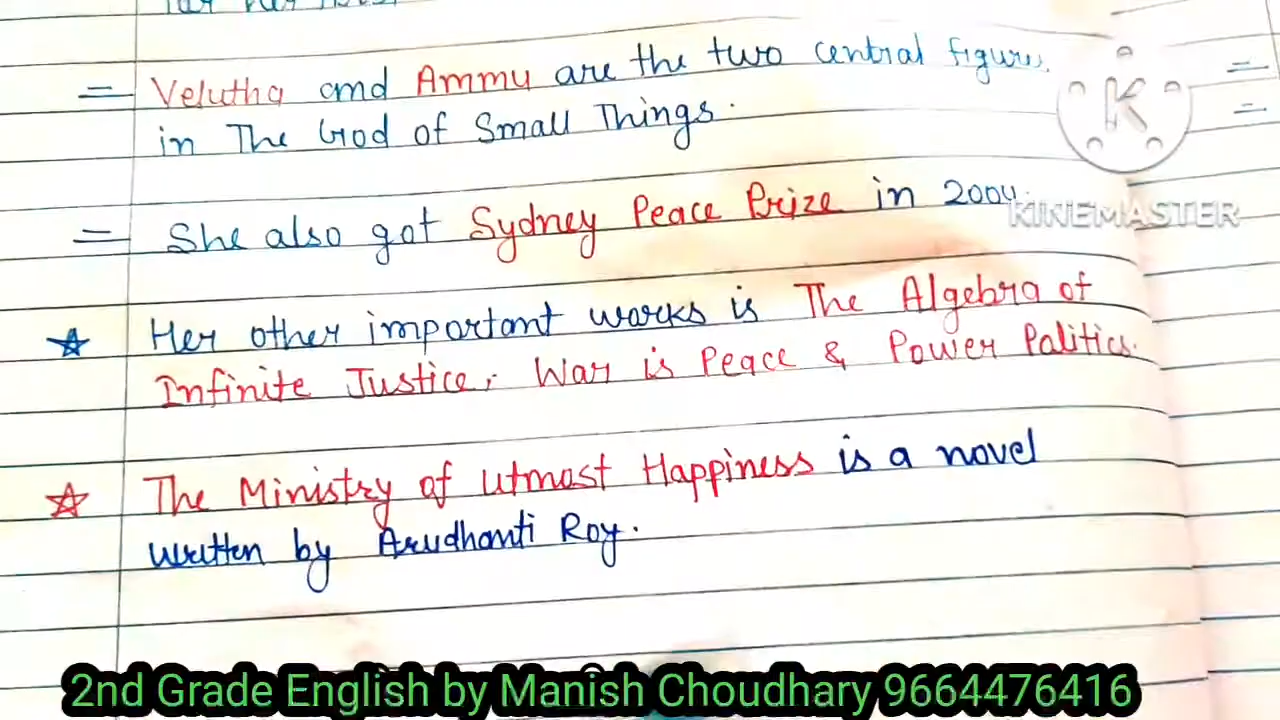 = Velutha and Ammu are the two central figures
in The God of Small Things.
= She also got Sydney Peace Prize in 2004.
KINEMASTER
☆ Her other important works is The Algebra of
Infinite Justice, War is Peace & Power Palitics.
☆ The Ministry of Utmost Happiness is a novel
written by Arudhanti Roy.
2nd Grade English by Manish Choudhary 9664476416